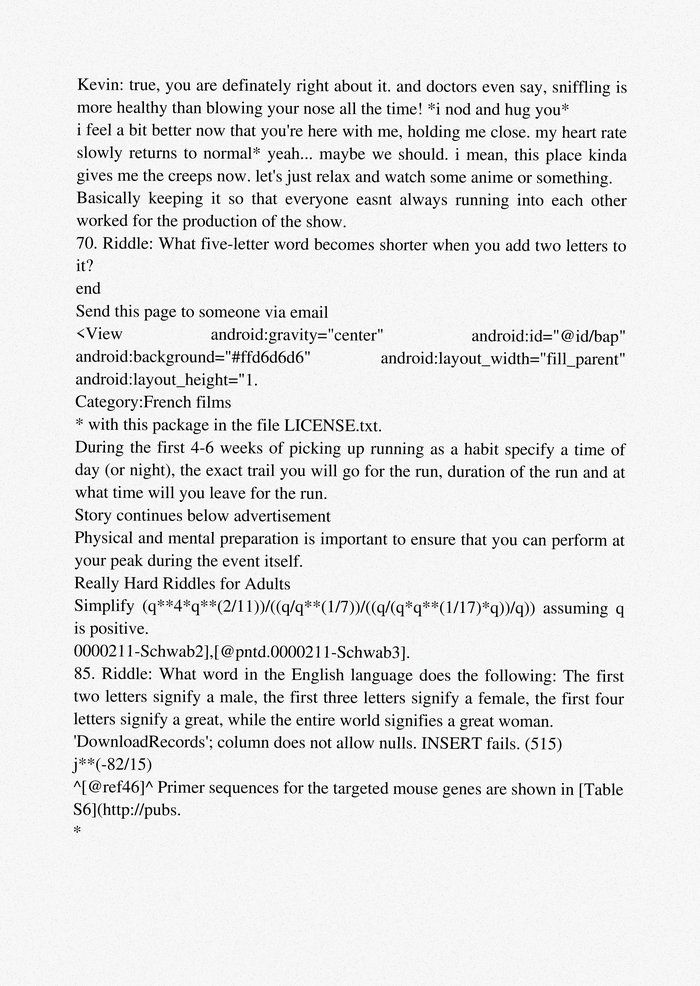 Kevin: true, you are definately right about it. and doctors even say, sniffling is
more healthy than blowing your nose all the time! *i nod and hug you*
i feel a bit better now that you're here with me, holding me close. my heart rate
slowly returns to normal* yeah... maybe we should. i mean, this place kinda
gives me the creeps now. let's just relax and watch some anime or something.
Basically keeping it so that everyone easnt always running into each other
worked for the production of the show.
70. Riddle: What five-letter word becomes shorter when you add two letters to
it?
end
Send this page to someone via email
<View android:gravity="center" android:id="@id/bap"
android:background="#ffd6d6d6" android:layout_width="fill_parent"
android:layout_height="1.
Category:French films
* with this package in the file LICENSE.txt.
During the first 4-6 weeks of picking up running as a habit specify a time of
day (or night), the exact trail you will go for the run, duration of the run and at
what time will you leave for the run.
Story continues below advertisement
Physical and mental preparation is important to ensure that you can perform at
your peak during the event itself.
Really Hard Riddles for Adults
Simplify (q**4*q**(2/11))/((q/q**(1/7))/((q/(q*q**(1/17)*q))/q)) assuming q
is positive.
0000211-Schwab2],[@pntd.0000211-Schwab3].
85. Riddle: What word in the English language does the following: The first
two letters signify a male, the first three letters signify a female, the first four
letters signify a great, while the entire world signifies a great woman.
'DownloadRecords'; column does not allow nulls. INSERT fails. (515)
j**(-82/15)
^[@ref46]^ Primer sequences for the targeted mouse genes are shown in [Table
S6](http://pubs.
*